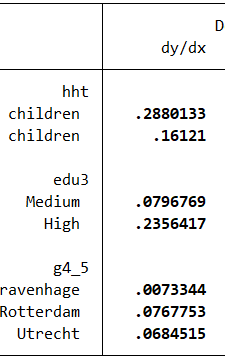 D
dy/dx
hht
children .2880133
children .16121
edu3
Medium .0796769
High .2356417
g4_5
ravenhage .0073344
Rotterdam .0767753
Utrecht .0684515